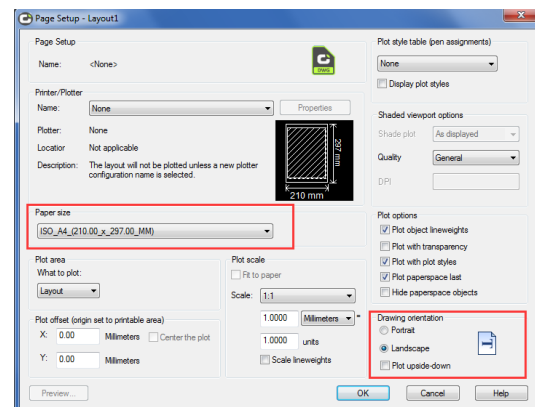 Page Setup - Layout1
Page Setup
Name: <None>
DWG
Printer/Plotter
Name: None
Properties
Plotter: None
Locatior Not applicable
Description: The layout will not be plotted unless a new plotter
configuration name is selected.
297 mm
210 mm
Paper size
ISO_A4_(210.00_x_297.00_MM)
Plot area
What to plot:
Layout
Plot scale
Fit to paper
Scale: 1:1
1.0000 Millimeters =
1.0000 units
Scale lineweights
Plot offset (origin set to printable area)
X: 0.00 Millimeters Center the plot
Y: 0.00 Millimeters
Plot style table (pen assignments)
None
Display plot styles
Shaded viewport options
Shade plot As displayed
Quality General
DPI
Plot options
Plot object lineweights
Plot with transparency
Plot with plot styles
Plot paperspace last
Hide paperspace objects
Drawing orientation
Portrait
Landscape
Plot upside-down
Preview...
OK
Cancel
Help